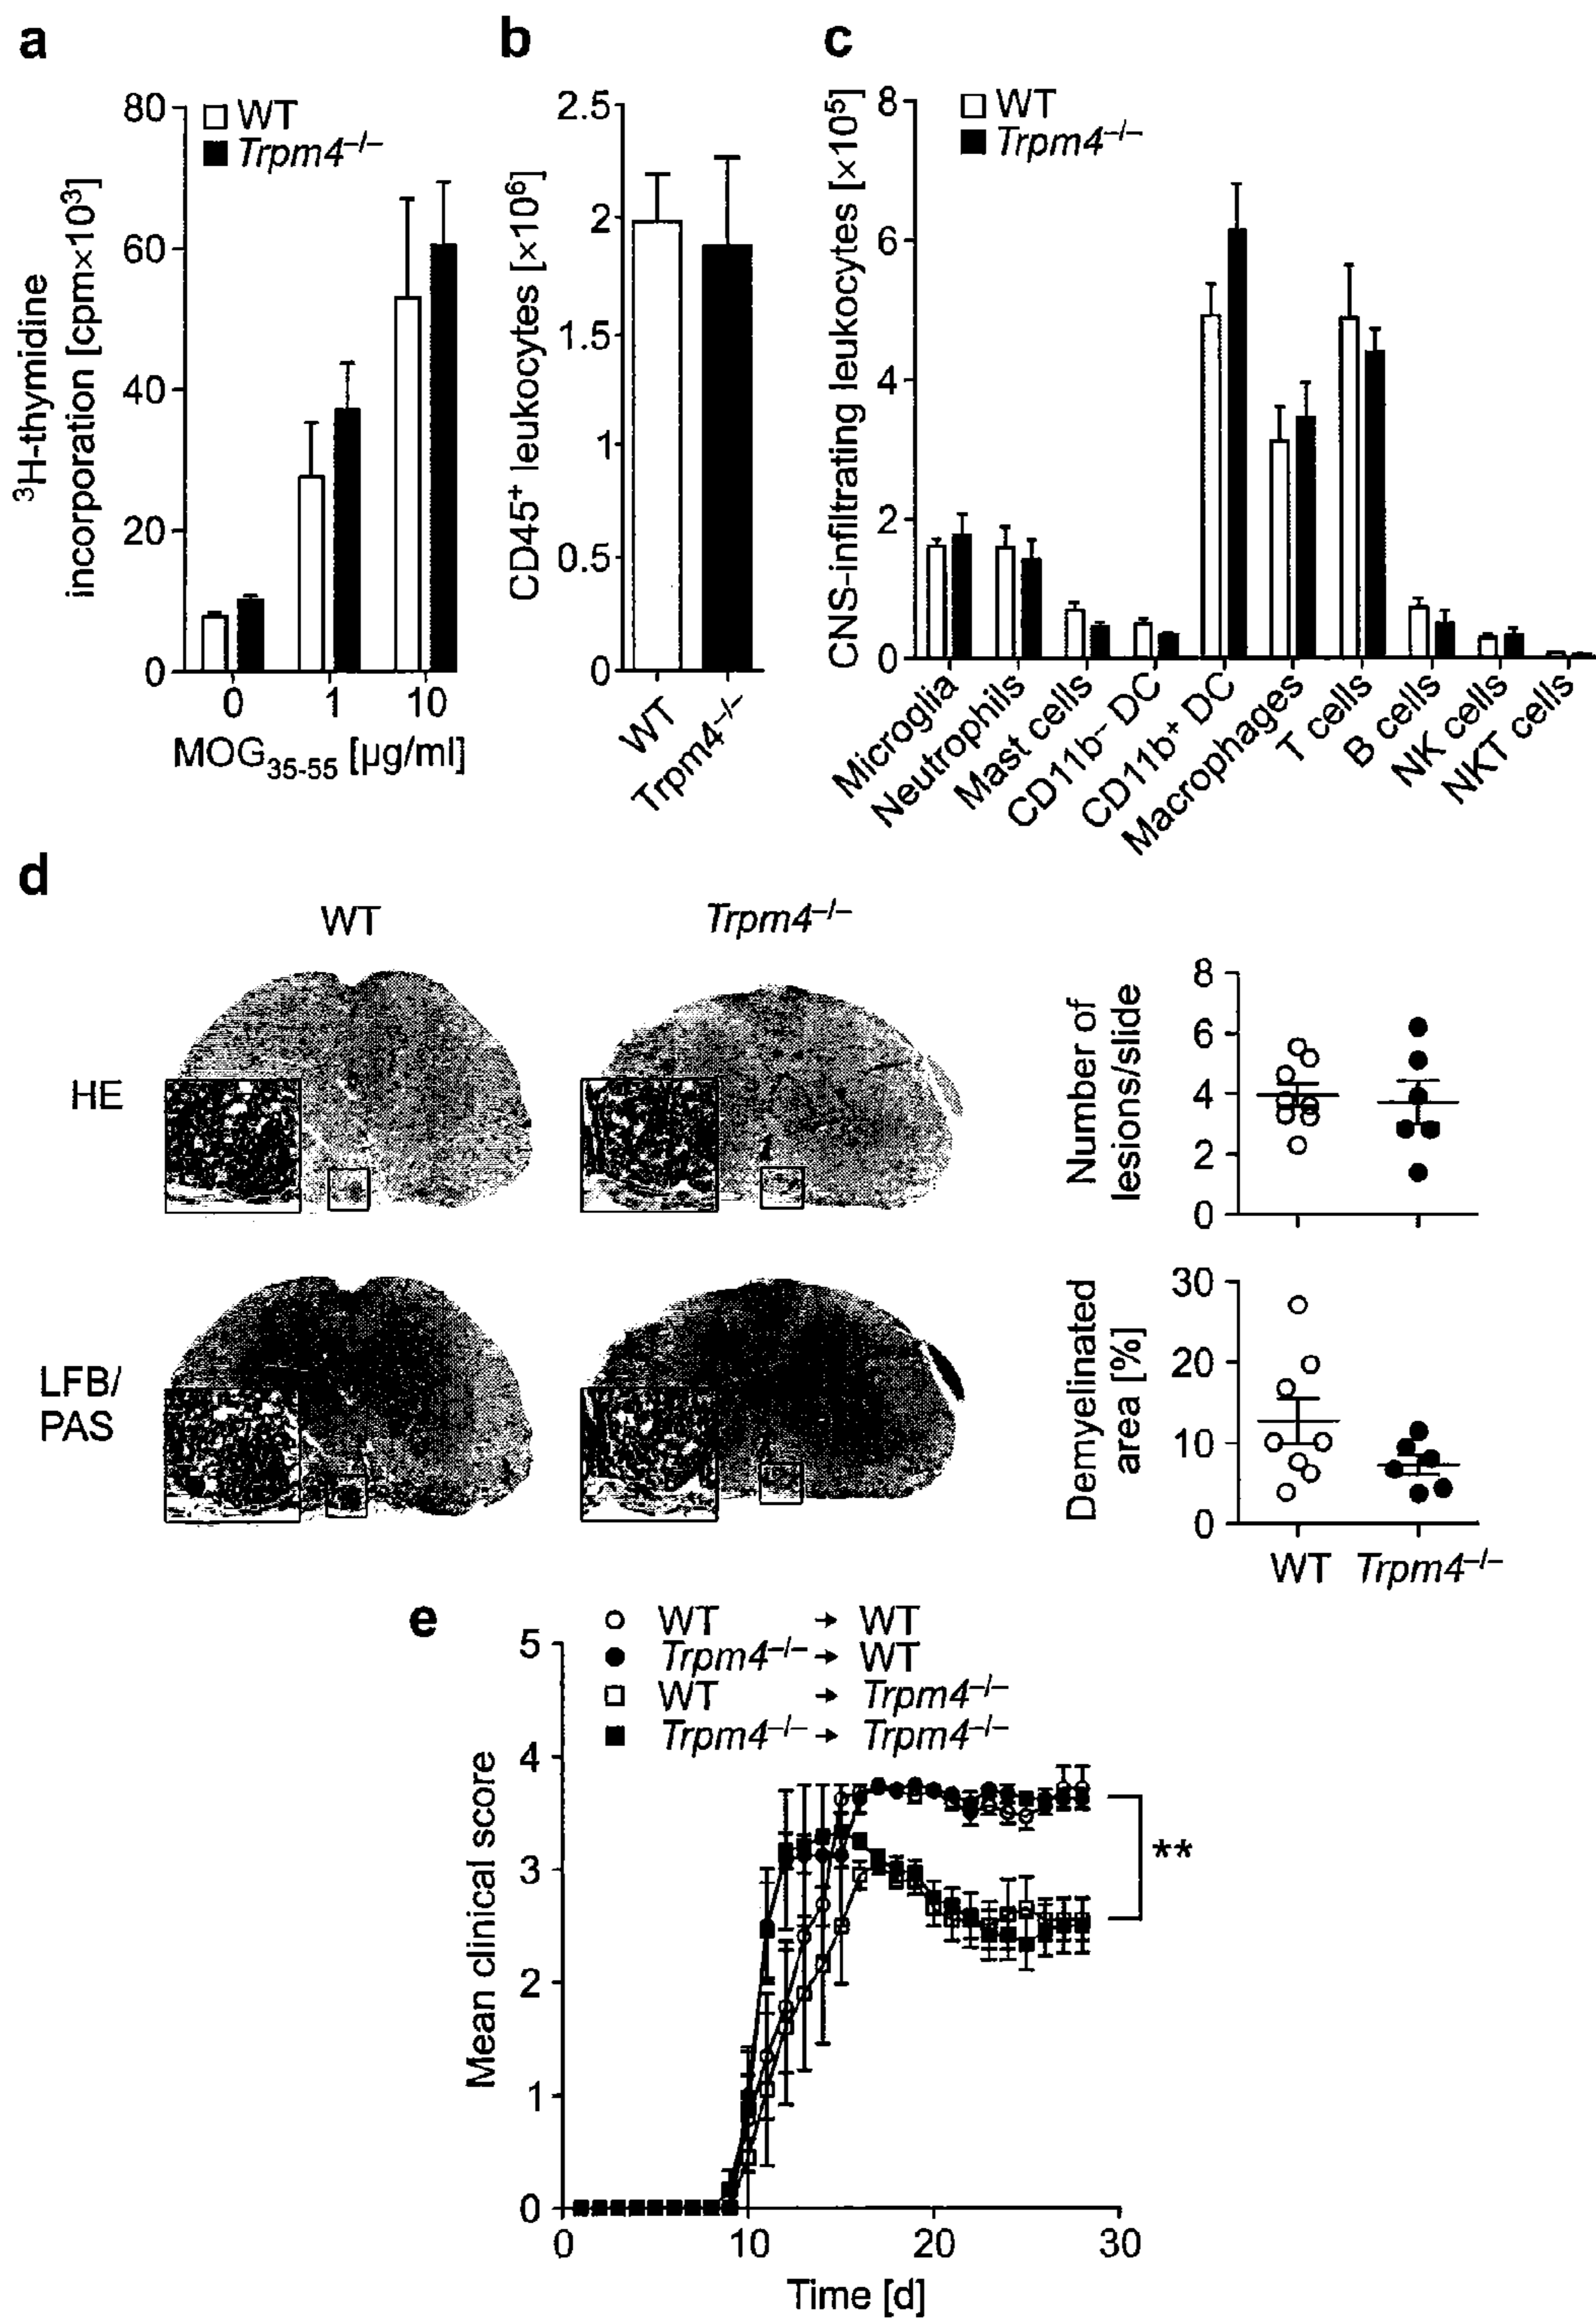 a
80
60
40
20
0
³H-thymidine
incorporation [cpm×10³]
WT
Trpm4⁻/⁻
0 1 10
MOG₃₅₋₅₅ [µg/ml]
b
2.5
2
1.5
1
0.5
0
CD45⁺ leukocytes [×10⁶]
WT
Trpm4⁻/⁻
c
8
6
4
2
0
CNS-infiltrating leukocytes [×10⁵]
WT
Trpm4⁻/⁻
Microglia
Neutrophils
Mast cells
CD11b⁻ DC
CD11b⁺ DC
Macrophages
T cells
B cells
NK cells
NKT cells
d
WT
Trpm4⁻/⁻
HE
LFB/
PAS
Number of
lesions/slide
8
6
4
2
0
Demyelinated
area [%]
30
20
10
0
WT Trpm4⁻/⁻
e
WT → WT
Trpm4⁻/⁻ → WT
WT → Trpm4⁻/⁻
Trpm4⁻/⁻ → Trpm4⁻/⁻
5
4
3
2
1
0
Mean clinical score
**
0 10 20 30
Time [d]